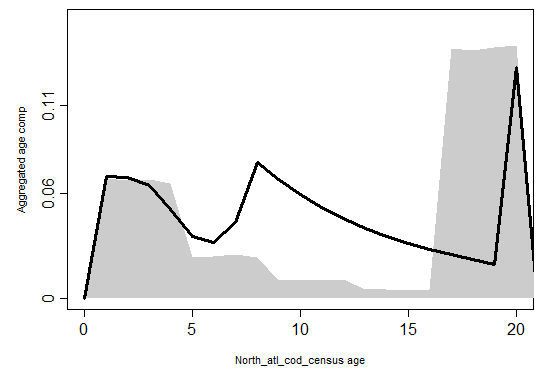 Aggregated age comp
0.11
0.06
0
0 5 10 15 20
North_atl_cod_census age